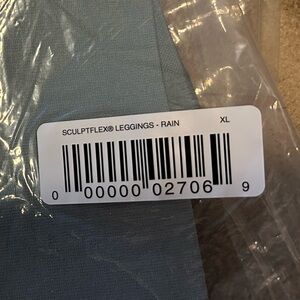 SCULPTFLEX® LEGGINGS - RAIN XL
0 00000 02706 9